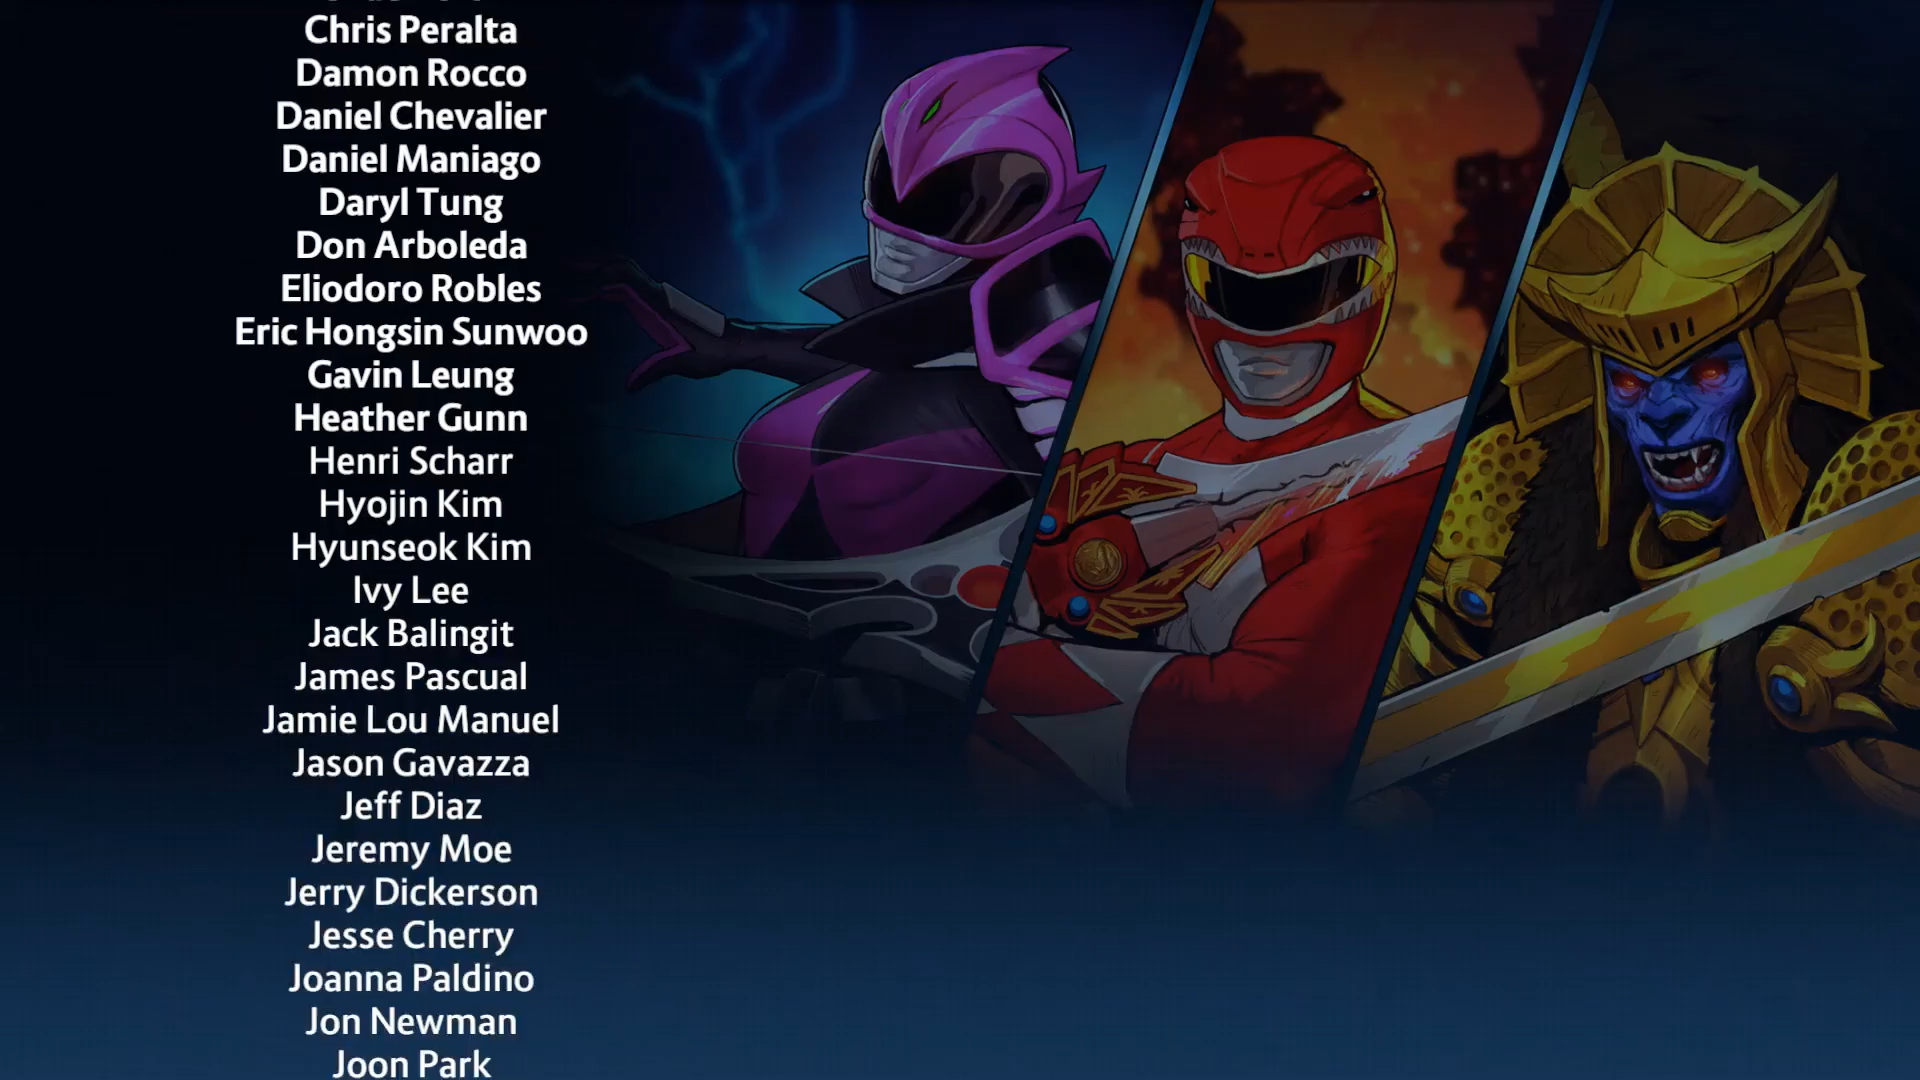 Chris Peralta
Damon Rocco
Daniel Chevalier
Daniel Maniago
Daryl Tung
Don Arboleda
Eliodoro Robles
Eric Hongsin Sunwoo
Gavin Leung
Heather Gunn
Henri Scharr
Hyojin Kim
Hyunseok Kim
Ivy Lee
Jack Balingit
James Pascual
Jamie Lou Manuel
Jason Gavazza
Jeff Diaz
Jeremy Moe
Jerry Dickerson
Jesse Cherry
Joanna Paldino
Jon Newman
Joon Park